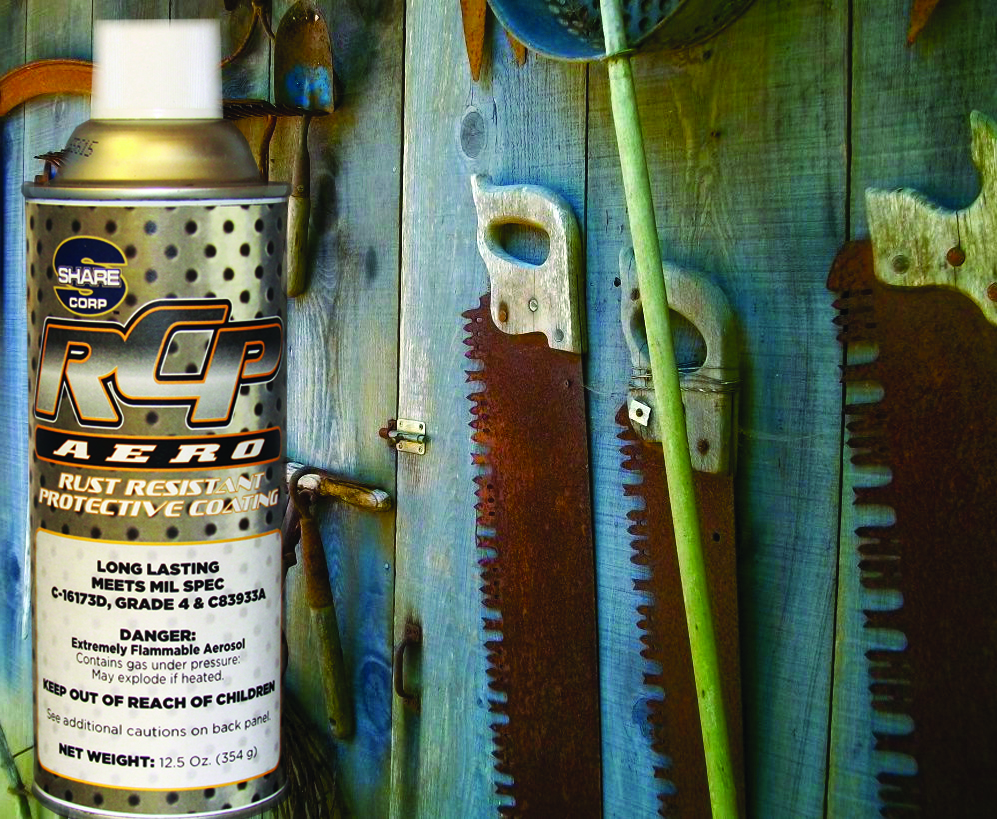 SHARE
CORP
RCP
AERO
RUST RESISTANT
PROTECTIVE COATING
LONG LASTING
MEETS MIL SPEC
C-16173D, GRADE 4 & C83933A
DANGER:
Extremely Flammable Aerosol
Contains gas under pressure:
May explode if heated.
KEEP OUT OF REACH OF CHILDREN
See additional cautions on back panel.
NET WEIGHT: 12.5 Oz. (354 g)